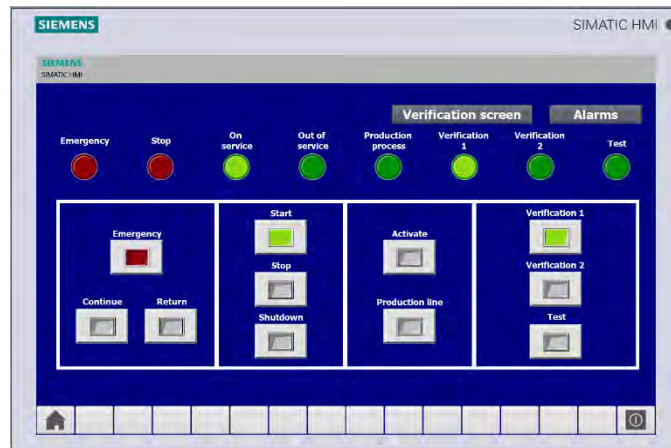 SIEMENS
SIMATIC HMI
SIEMENS
SIMATIC HMI
Verification screen
Alarms
Emergency
Stop
On
service
Out of
service
Production
process
Verification
1
Verification
2
Test
Emergency
Continue
Return
Start
Stop
Shutdown
Activate
Production line
Verification 1
Verification 2
Test